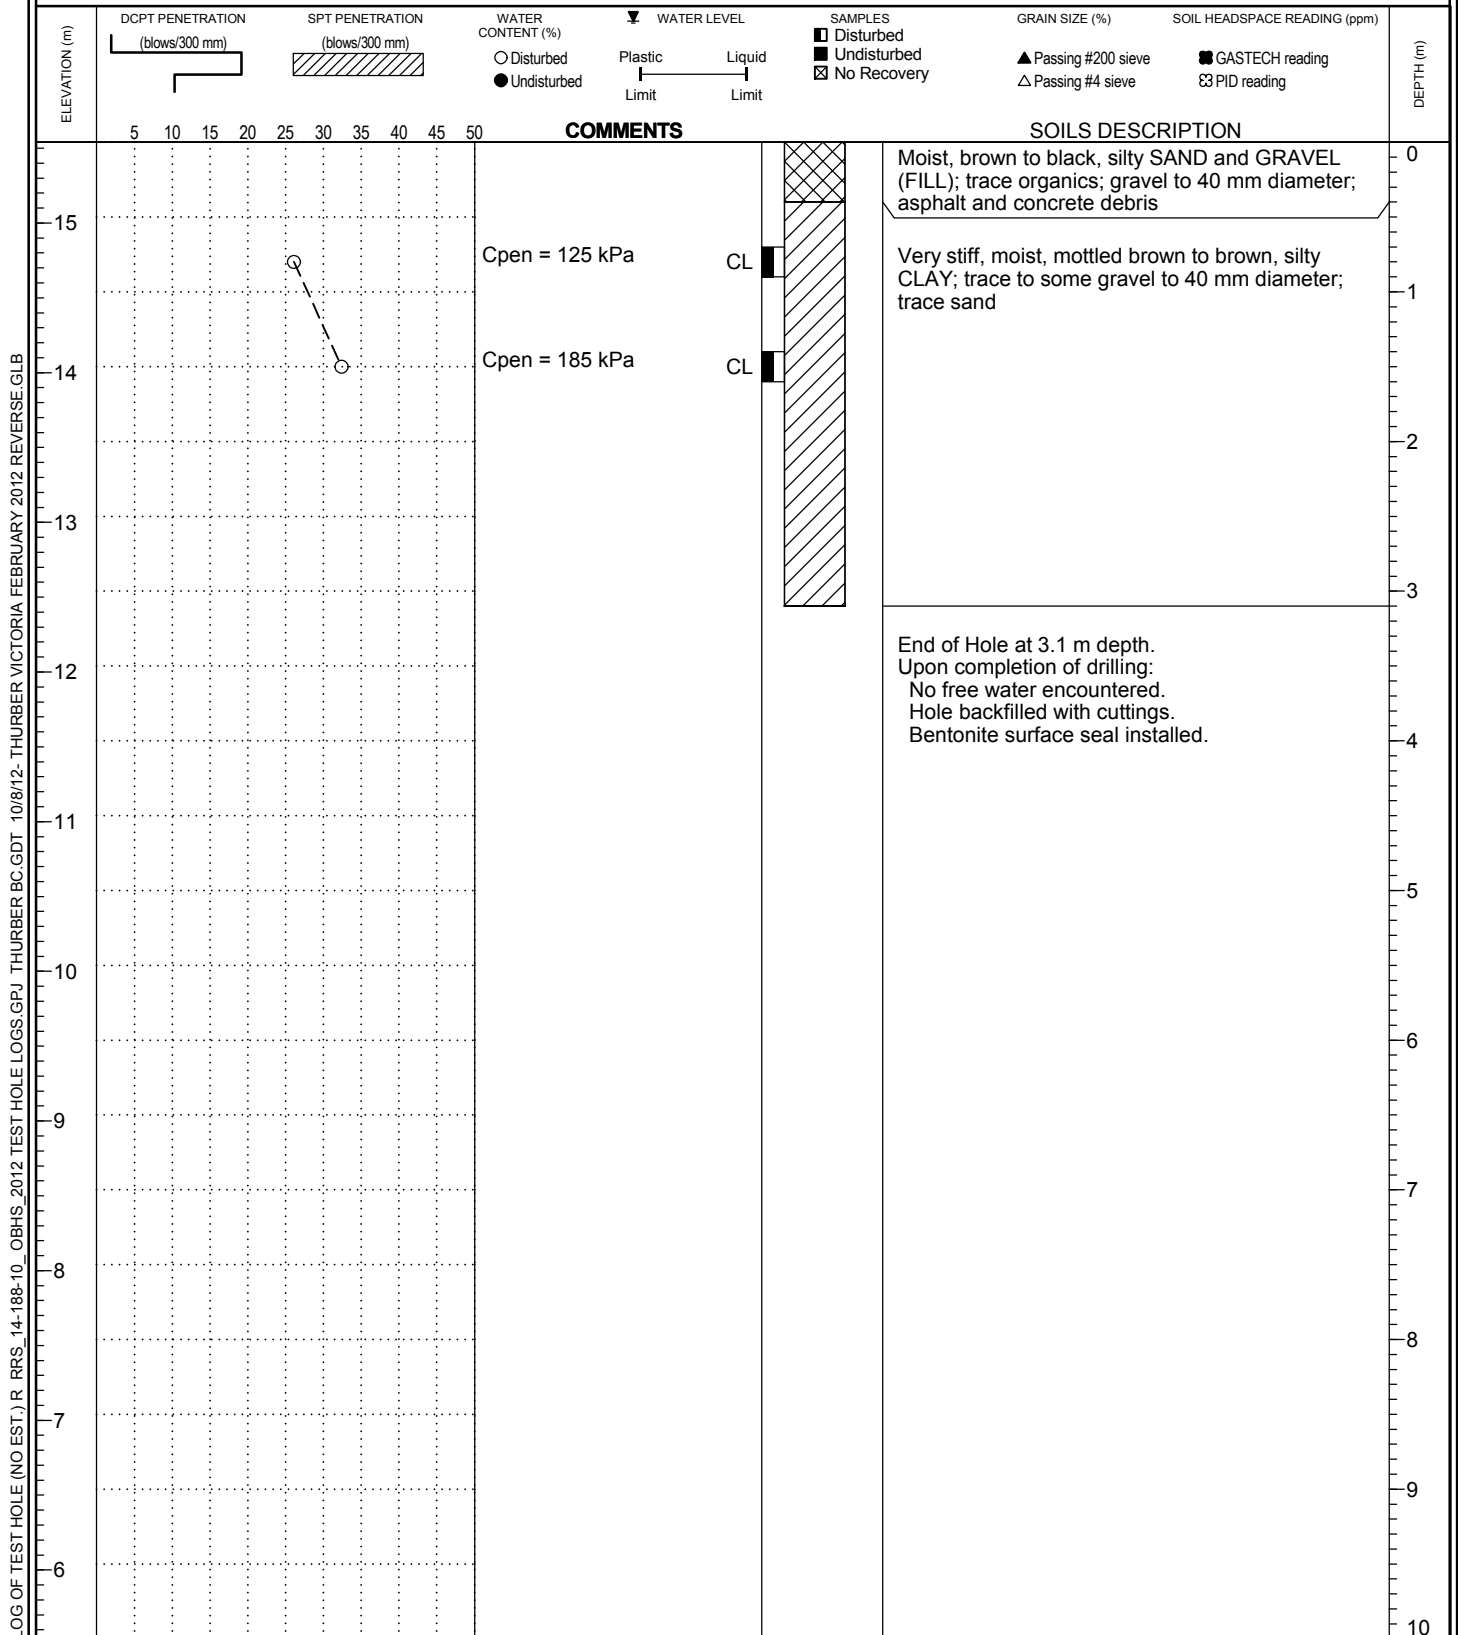 DCPT PENETRATION
(blows/300 mm)
SPT PENETRATION
(blows/300 mm)
WATER
CONTENT (%)
Disturbed
Undisturbed
WATER LEVEL
Plastic Liquid
Limit Limit
SAMPLES
Disturbed
Undisturbed
No Recovery
GRAIN SIZE (%)
Passing #200 sieve
Passing #4 sieve
SOIL HEADSPACE READING (ppm)
GASTECH reading
PID reading
ELEVATION (m)
DEPTH (m)
5 10 15 20 25 30 35 40 45 50
COMMENTS
SOILS DESCRIPTION
0
Moist, brown to black, silty SAND and GRAVEL
(FILL); trace organics; gravel to 40 mm diameter;
asphalt and concrete debris
15
Cpen = 125 kPa CL
Very stiff, moist, mottled brown to brown, silty
CLAY; trace to some gravel to 40 mm diameter;
trace sand
1
Cpen = 185 kPa CL
14
2
13
3
End of Hole at 3.1 m depth.
Upon completion of drilling:
No free water encountered.
Hole backfilled with cuttings.
Bentonite surface seal installed.
12
4
11
5
10
6
9
7
8
8
7
9
6
10
LOG OF TEST HOLE (NO EST.) R RRS_14-188-10_ OBHS_2012 TEST HOLE LOGS.GPJ THURBER BC.GDT 10/8/12- THURBER VICTORIA FEBRUARY 2012 REVERSE.GLB